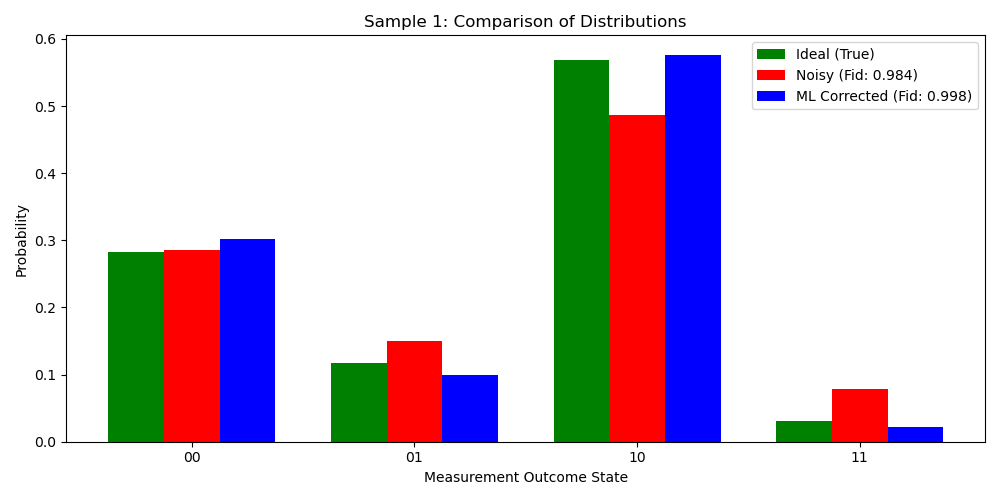 Sample 1: Comparison of Distributions
Ideal (True)
Noisy (Fid: 0.984)
ML Corrected (Fid: 0.998)
Probability
0.6
0.5
0.4
0.3
0.2
0.1
0.0
00
01
10
11
Measurement Outcome State